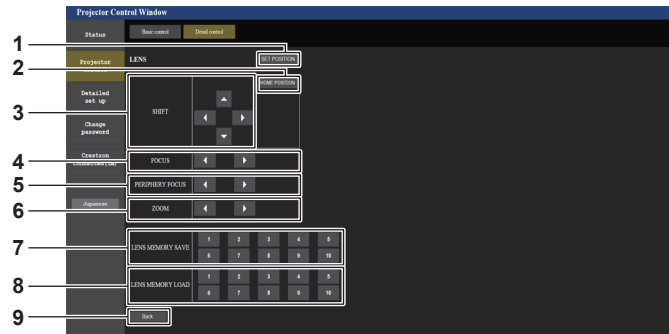 Projector Control Window
Status
Basic control
Detail control
1
2
3
4
5
6
7
8
9
Projector
LENS
SET POSITION
HOME POSITION
Detailed
set up
SHIFT
Change
password
Crestron
FOCUS
PERIPHERY FOCUS
Japanese
ZOOM
LENS MEMORY SAVE
1 2 3 4 5
6 7 8 9 10
LENS MEMORY LOAD
1 2 3 4 5
6 7 8 9 10
Back